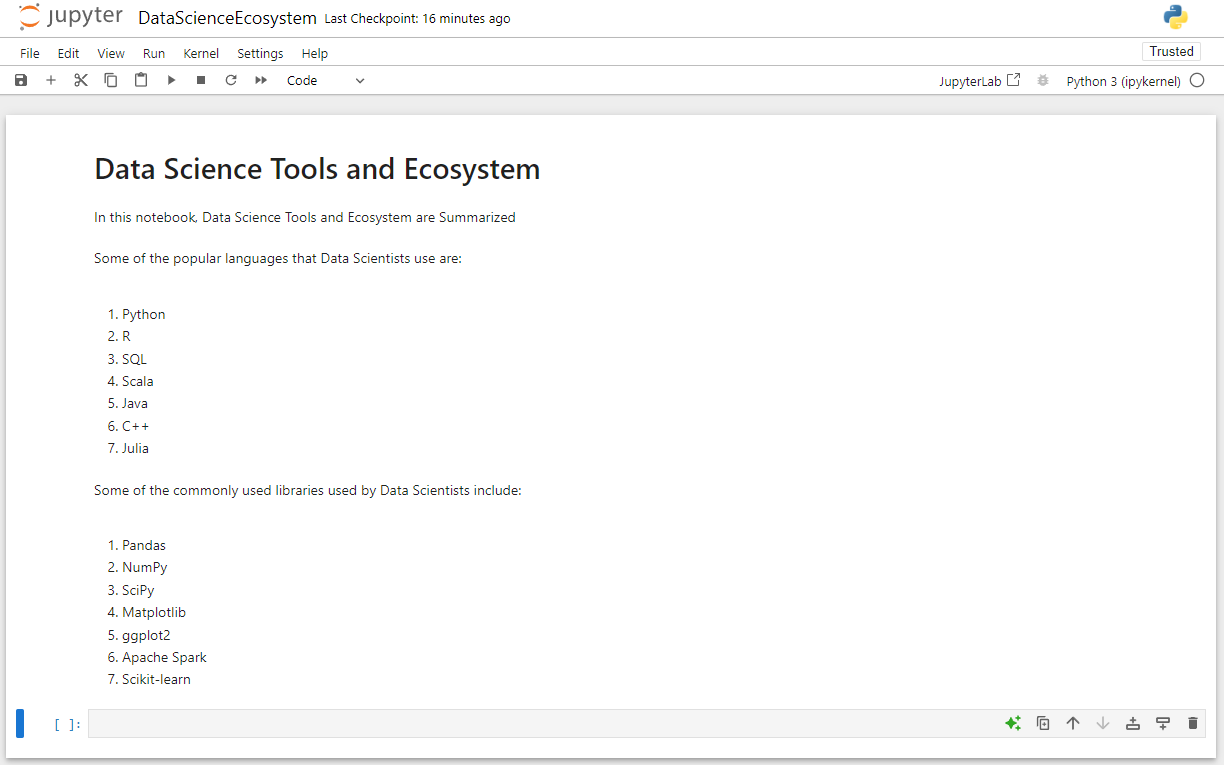 jupyter DataScienceEcosystem Last Checkpoint: 16 minutes ago
File Edit View Run Kernel Settings Help Trusted
Code JupyterLab Python 3 (ipykernel)
Data Science Tools and Ecosystem
In this notebook, Data Science Tools and Ecosystem are Summarized
Some of the popular languages that Data Scientists use are:
1. Python
2. R
3. SQL
4. Scala
5. Java
6. C++
7. Julia
Some of the commonly used libraries used by Data Scientists include:
1. Pandas
2. NumPy
3. SciPy
4. Matplotlib
5. ggplot2
6. Apache Spark
7. Scikit-learn
[ ]: